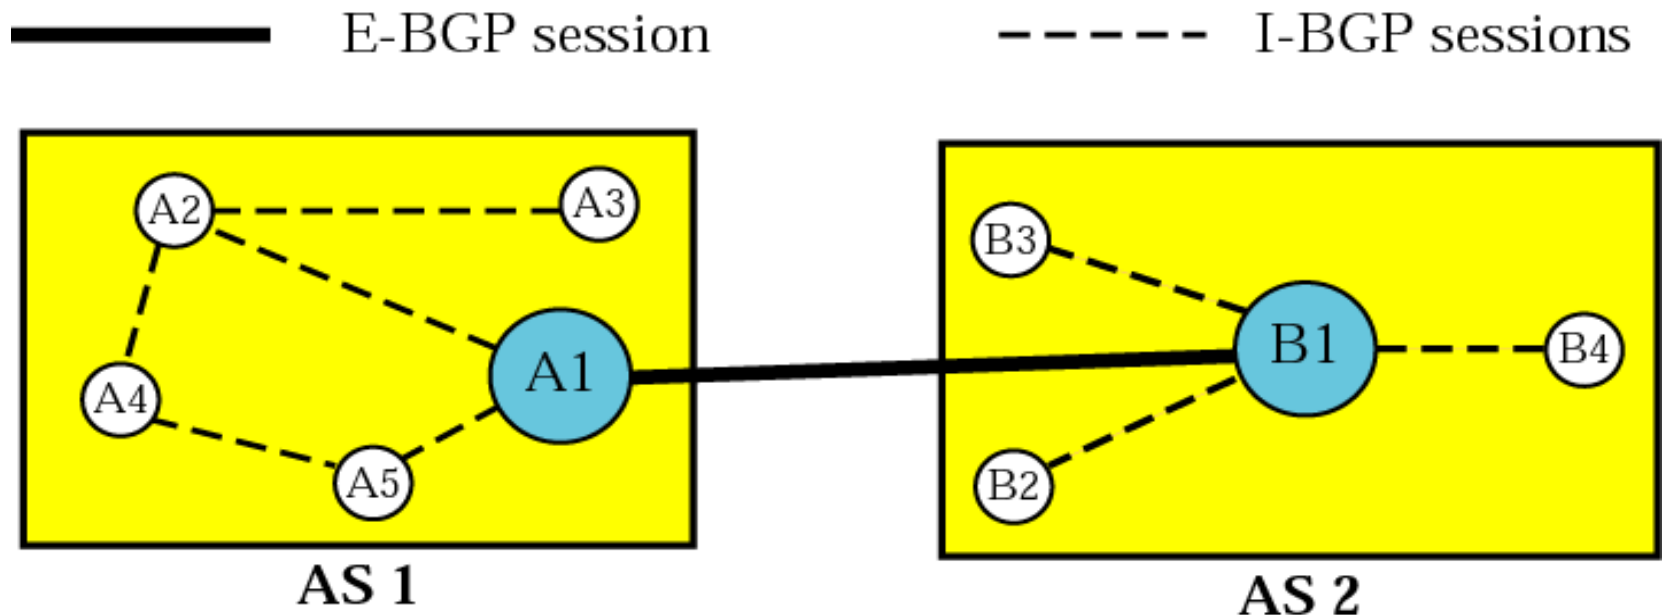 E-BGP session
I-BGP sessions
A2
A3
A1
A4
A5
AS 1
B3
B1
B4
B2
AS 2